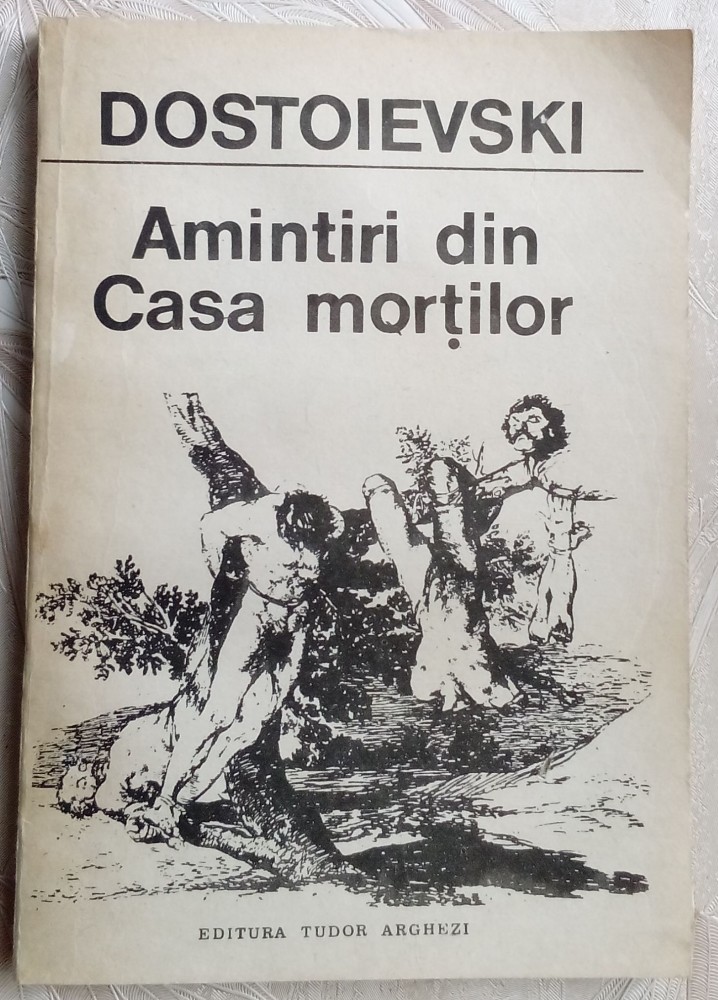 DOSTOIEVSKI
Amintiri din
Casa morților
EDITURA TUDOR ARGHEZI